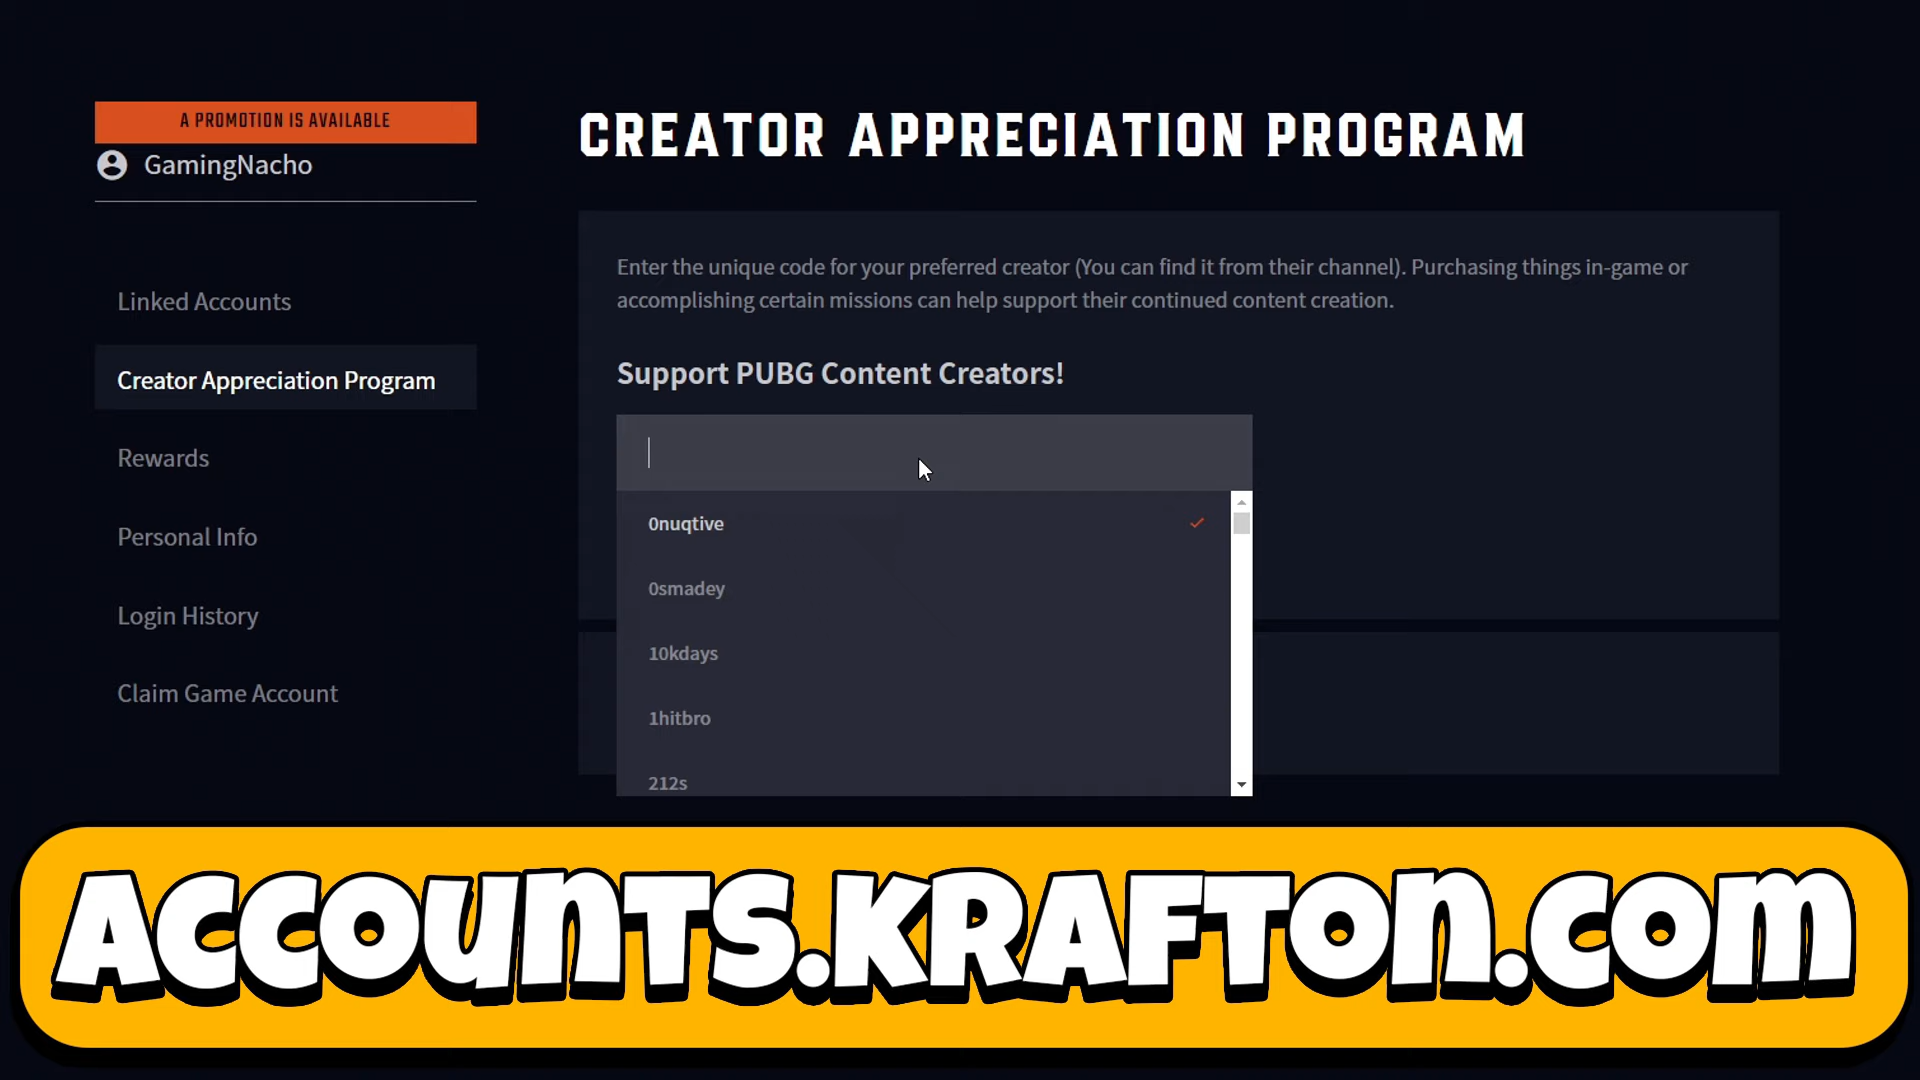 A PROMOTION IS AVAILABLE
GamingNacho
Linked Accounts
Creator Appreciation Program
Rewards
Personal Info
Login History
Claim Game Account
CREATOR APPRECIATION PROGRAM
Enter the unique code for your preferred creator (You can find it from their channel). Purchasing things in-game or
accomplishing certain missions can help support their continued content creation.
Support PUBG Content Creators!
0nuqtive
0smadey
10kdays
1hitbro
212s
ACCOUNTS.KRAFTON.COM